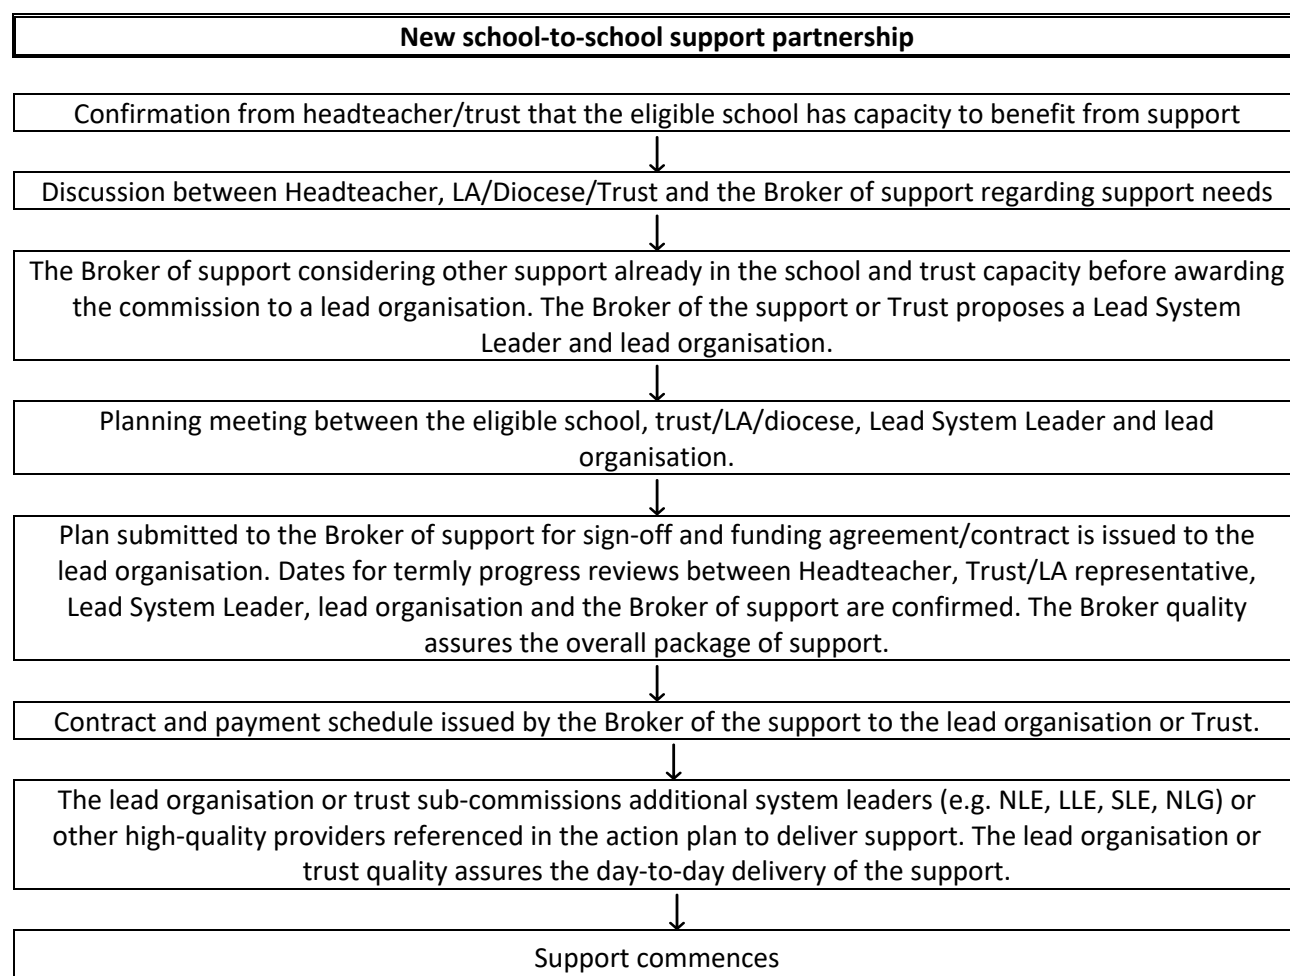 New school-to-school support partnership
Confirmation from headteacher/trust that the eligible school has capacity to benefit from support
Discussion between Headteacher, LA/Diocese/Trust and the Broker of support regarding support needs
The Broker of support considering other support already in the school and trust capacity before awarding
the commission to a lead organisation. The Broker of the support or Trust proposes a Lead System
Leader and lead organisation.
Planning meeting between the eligible school, trust/LA/diocese, Lead System Leader and lead
organisation.
Plan submitted to the Broker of support for sign-off and funding agreement/contract is issued to the
lead organisation. Dates for termly progress reviews between Headteacher, Trust/LA representative,
Lead System Leader, lead organisation and the Broker of support are confirmed. The Broker quality
assures the overall package of support.
Contract and payment schedule issued by the Broker of the support to the lead organisation or Trust.
The lead organisation or trust sub-commissions additional system leaders (e.g. NLE, LLE, SLE, NLG) or
other high-quality providers referenced in the action plan to deliver support. The lead organisation or
trust quality assures the day-to-day delivery of the support.
Support commences